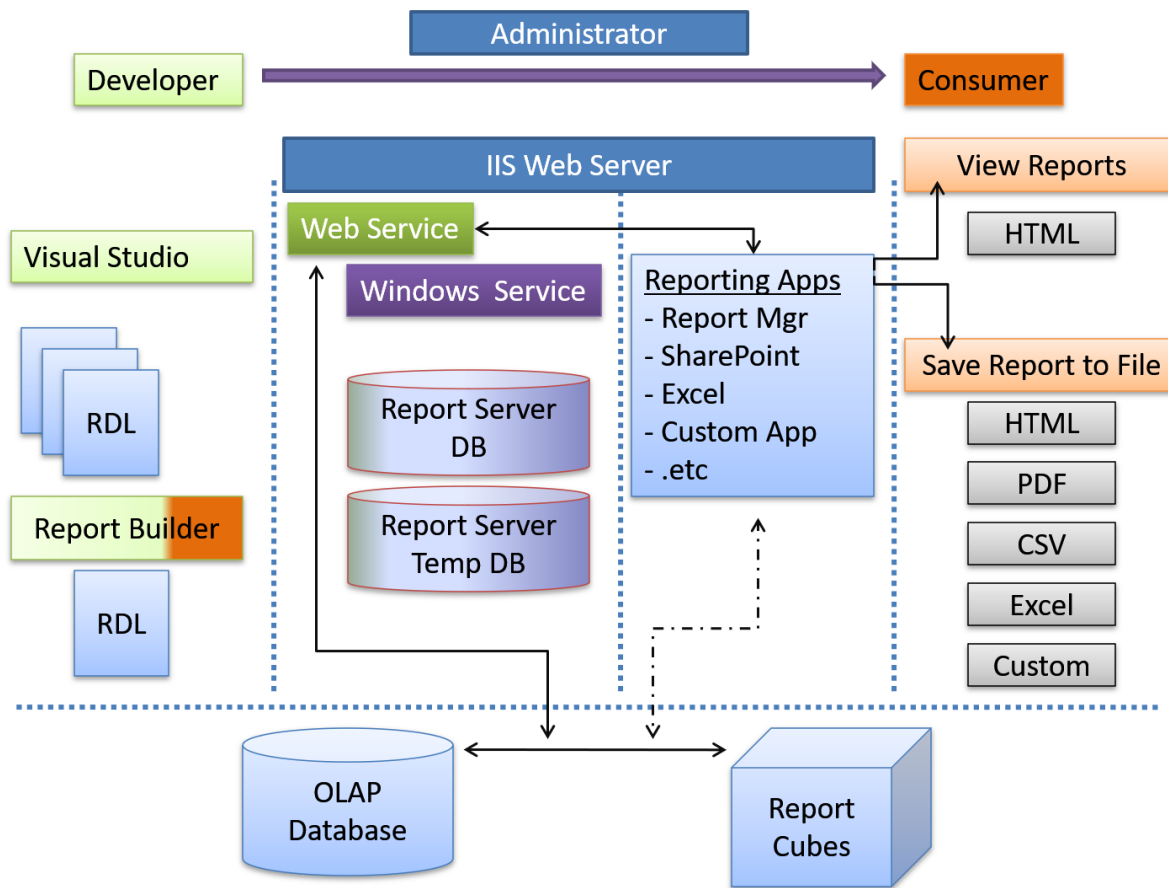 Administrator
Developer
Consumer
IIS Web Server
View Reports
Web Service
HTML
Visual Studio
Windows  Service
Reporting Apps
- Report Mgr
- SharePoint
- Excel
- Custom App
- .etc
Save Report to File
RDL
Report Server
DB
HTML
PDF
Report Builder
Report Server
Temp DB
CSV
Excel
RDL
Custom
OLAP
Database
Report
Cubes